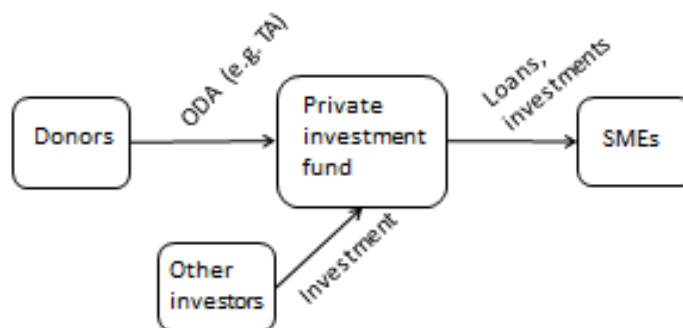 ODA (e.g. TA)
Loans,
investments
Donors
Private
investment
fund
SMEs
Investment
Other
investors